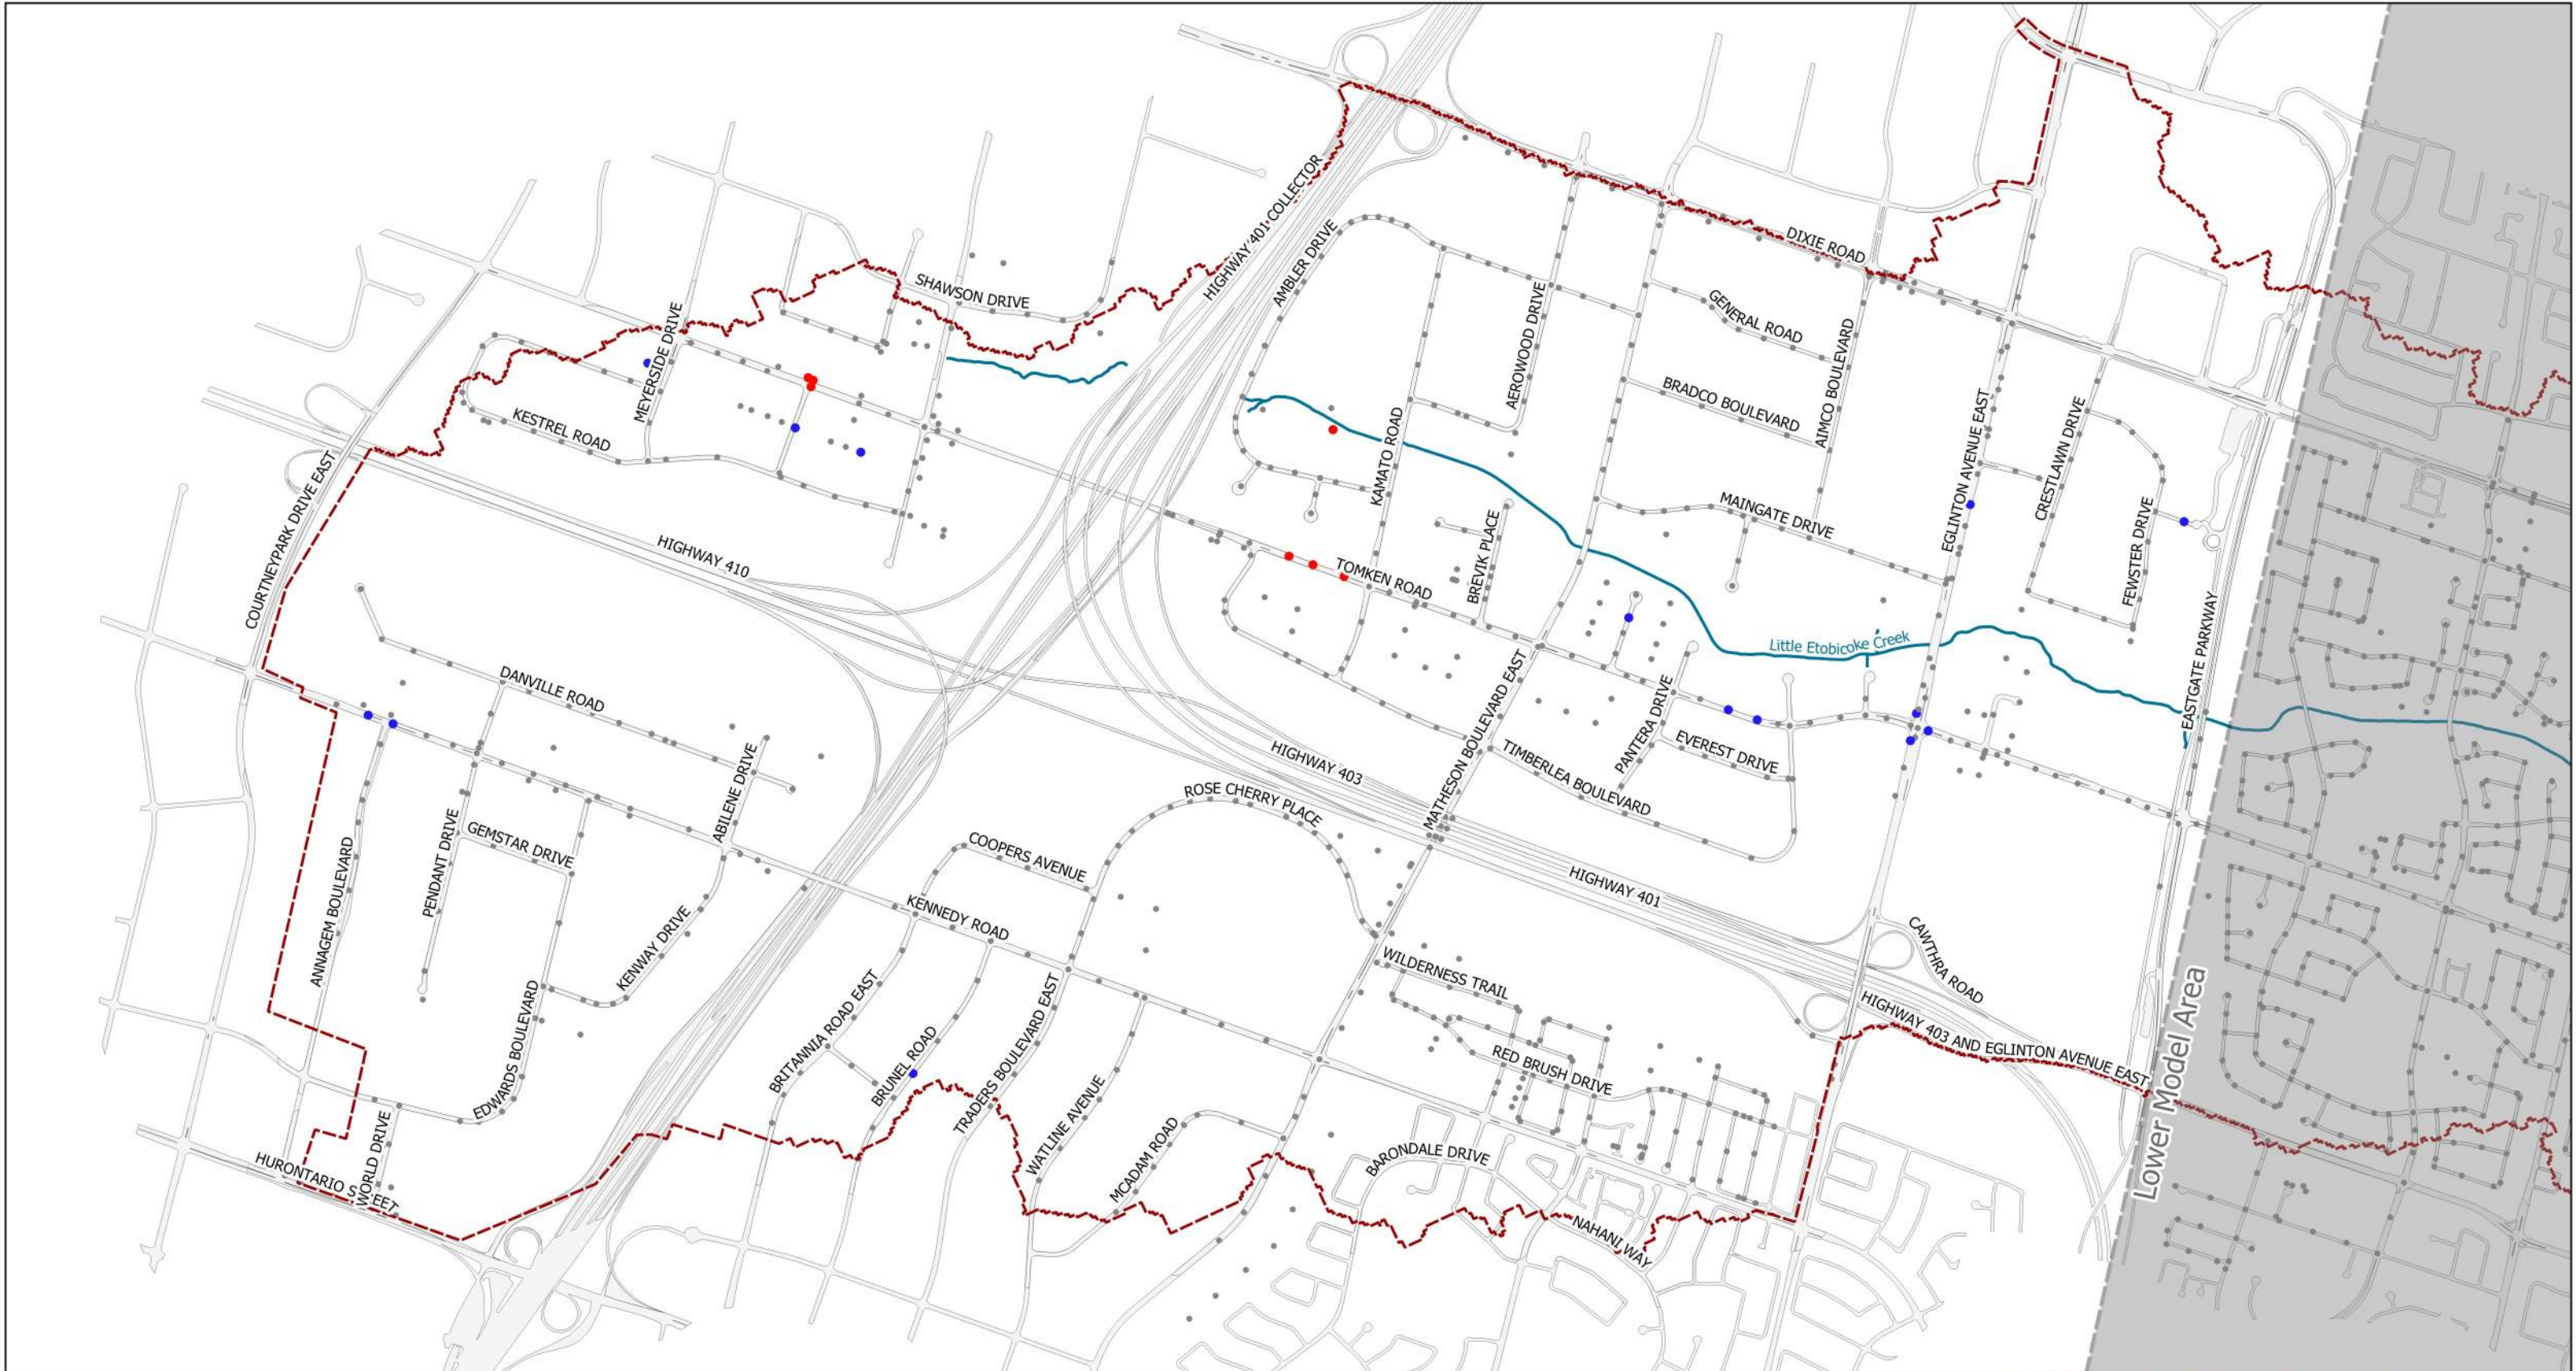 DIXIE ROAD
HIGHWAY 401 COLLECTOR
AMBLER DRIVE
SHAWSON DRIVE
MEYERSIDE DRIVE
AEROWOOD DRIVE
GENERAL ROAD
AIMCO BOULEVARD
BRADCO BOULEVARD
KESTREL ROAD
KAMATO ROAD
EGLINTON AVENUE EAST
CRESTLAWN DRIVE
COURTNEYPARK DRIVE EAST
MAINGATE DRIVE
FEWSTER DRIVE
HIGHWAY 410
BREVIK PLACE
TOMKEN ROAD
Little Etobicoke Creek
EASTGATE PARKWAY
DANVILLE ROAD
MATHESON BOULEVARD EAST
PANTERA DRIVE
EVEREST DRIVE
TIMBERLEA BOULEVARD
ABILENE DRIVE
HIGHWAY 403
ROSE CHERRY PLACE
PENDANT DRIVE
GEMSTAR DRIVE
COOPERS AVENUE
ANNAGEM BOULEVARD
HIGHWAY 401
KENNEDY ROAD
KENWAY DRIVE
CAWTHRA ROAD
WILDERNESS TRAIL
EDWARDS BOULEVARD
BRITANNIA ROAD EAST
BRUNEL ROAD
TRADERS BOULEVARD EAST
HIGHWAY 403 AND EGLINTON AVENUE EAST
Lower Model Area
RED BRUSH DRIVE
WATLINE AVENUE
MCADAM ROAD
BARONDALE DRIVE
WORLD DRIVE
HURONTARIO STREET
NAHANI WAY